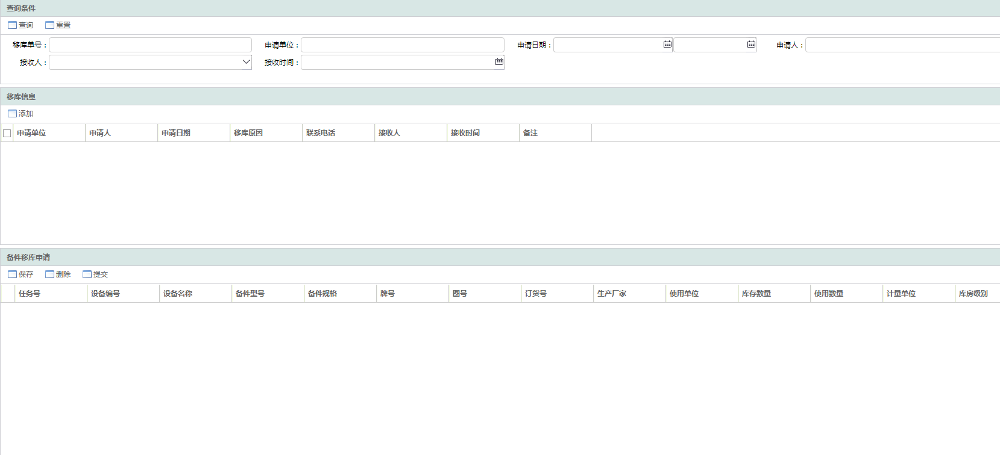 查询条件
查询 重置
移库单号： 申请单位： 申请日期： 申请人：
接收人： 接收时间：
移库信息
添加
申请单位 申请人 申请日期 移库原因 联系电话 接收人 接收时间 备注
备件移库申请
保存 删除 提交
任务号 设备编号 设备名称 备件型号 备件规格 牌号 图号 订货号 生产厂家 使用单位 库存数量 使用数量 计量单位 库房级别